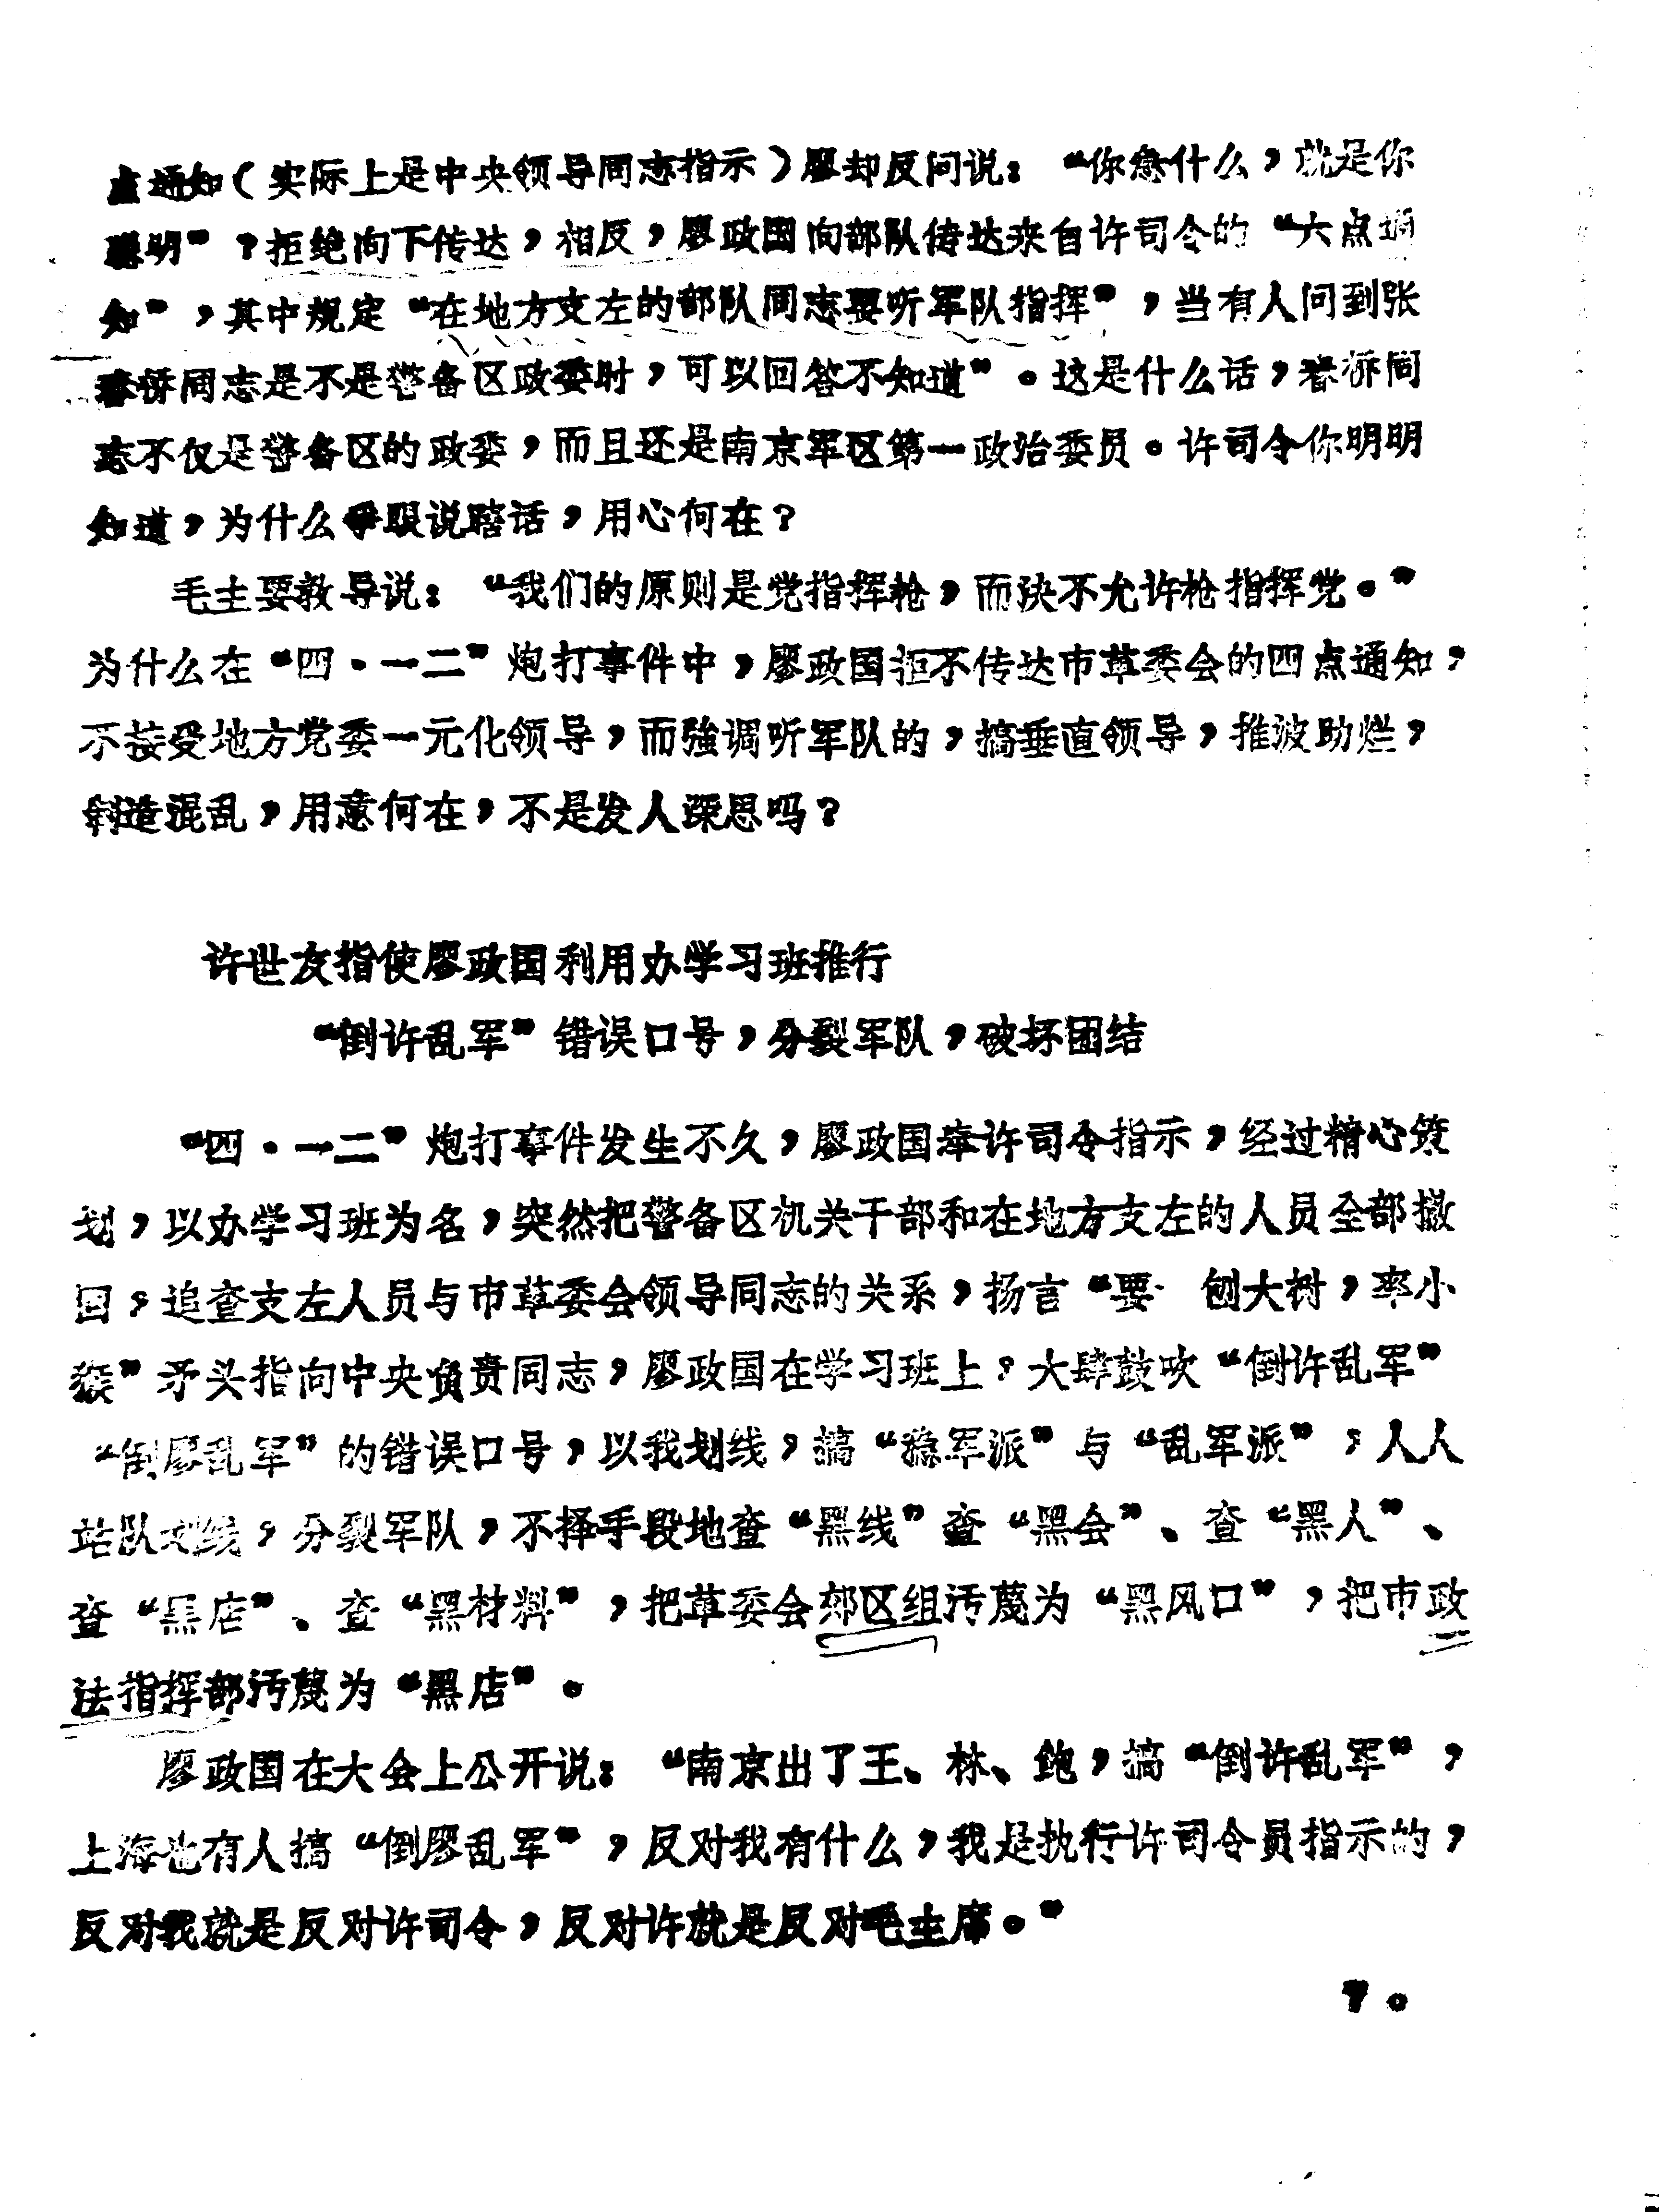 点通知（实际上是中央领导同志指示）廖却反问说：“你急什么，就是你
聪明”？拒绝向下传达，相反，廖政国向部队传达来自许司令的“六点通
知”，其中规定“在地方支左的部队同志要听军队指挥”，当有人问到张
春桥同志是不是警备区政委时，可以回答不知道”。这是什么话，春桥同
志不仅是警备区的政委，而且还是南京军区第一政治委员。许司令你明明
知道，为什么睁眼说瞎话，用心何在？
毛主要教导说：“我们的原则是党指挥枪，而决不允许枪指挥党。”
为什么在“四·一二”炮打事件中，廖政国拒不传达市革委会的四点通知，
不接受地方党委一元化领导，而強调听军队的，搞垂直领导，推波助烂，
制造混乱，用意何在，不是发人深思吗？
许世友指使廖政国利用办学习班推行
“倒许乱军”错误口号，分裂军队，破坏团结
“四·一二”炮打事件发生不久，廖政国奉许司令指示，经过精心策
划，以办学习班为名，突然把警备区机关干部和在地方支左的人员全部撤
回，追查支左人员与市革委会领导同志的关系，扬言“要 刨大树，牵小
猴”矛头指向中央负责同志，廖政国在学习班上，大肆鼓吹“倒许乱军”
“倒廖乱军”的错误口号，以我划线，搞“稳军派”与“乱军派”，人人
站队划线，分裂军队，不择手段地查“黑线”查“黑会”、查“黑人”、
查“黑店”、查“黑材料”，把革委会郊区组污蔑为“黑风口”，把市政
法指挥部污蔑为“黑店”。
廖政国在大会上公开说：“南京出了王、林、鲍，搞“倒许乱军”，
上海也有人搞“倒廖乱军”，反对我有什么，我是执行许司令员指示的，
反对我就是反对许司令，反对许就是反对毛主席。”
7。